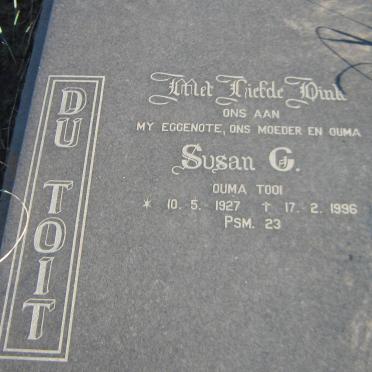 DU TOIT
Met Liefde Dink
ONS AAN
MY EGGENOTE, ONS MOEDER EN OUMA
Susan G.
OUMA TOOI
* 10. 5. 1927 † 17. 2. 1996
PSM. 23